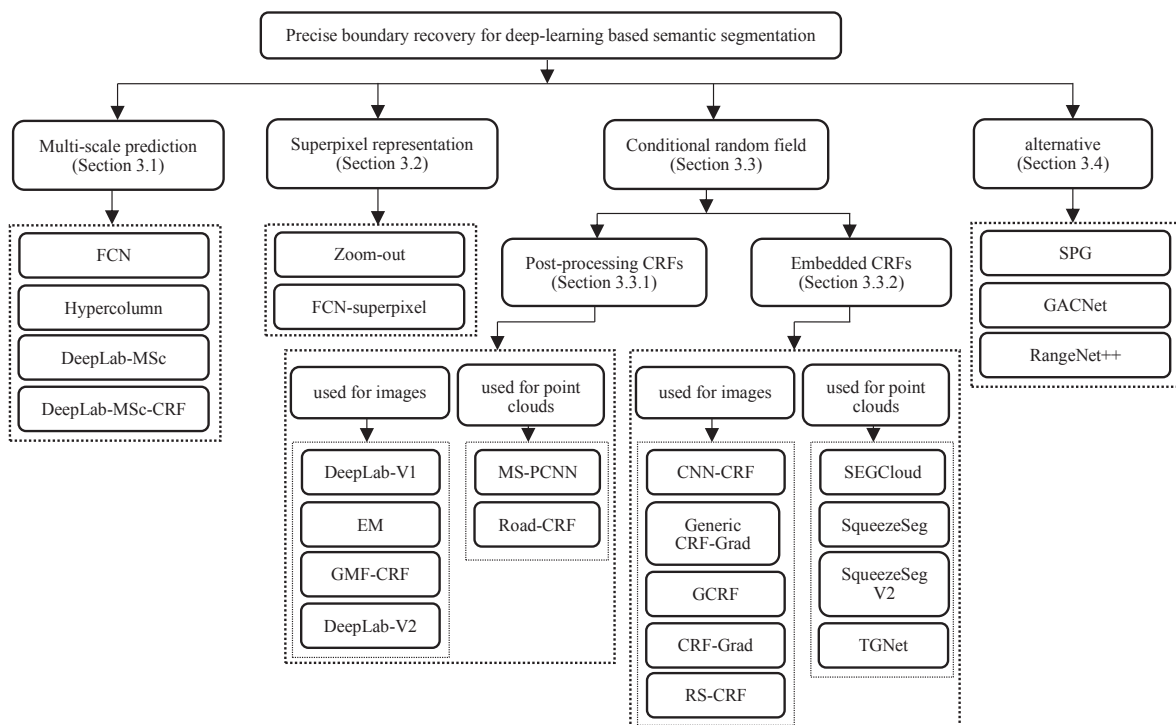 Precise boundary recovery for deep-learning based semantic segmentation
Multi-scale prediction
(Section 3.1)
Superpixel representation
(Section 3.2)
Conditional random field
(Section 3.3)
alternative
(Section 3.4)
FCN
Hypercolumn
DeepLab-MSc
DeepLab-MSc-CRF
Zoom-out
FCN-superpixel
Post-processing CRFs
(Section 3.3.1)
Embedded CRFs
(Section 3.3.2)
SPG
GACNet
RangeNet++
used for images
used for point
clouds
used for images
used for point
clouds
DeepLab-V1
EM
GMF-CRF
DeepLab-V2
MS-PCNN
Road-CRF
CNN-CRF
Generic
CRF-Grad
GCRF
CRF-Grad
RS-CRF
SEGCloud
SqueezeSeg
SqueezeSeg
V2
TGNet